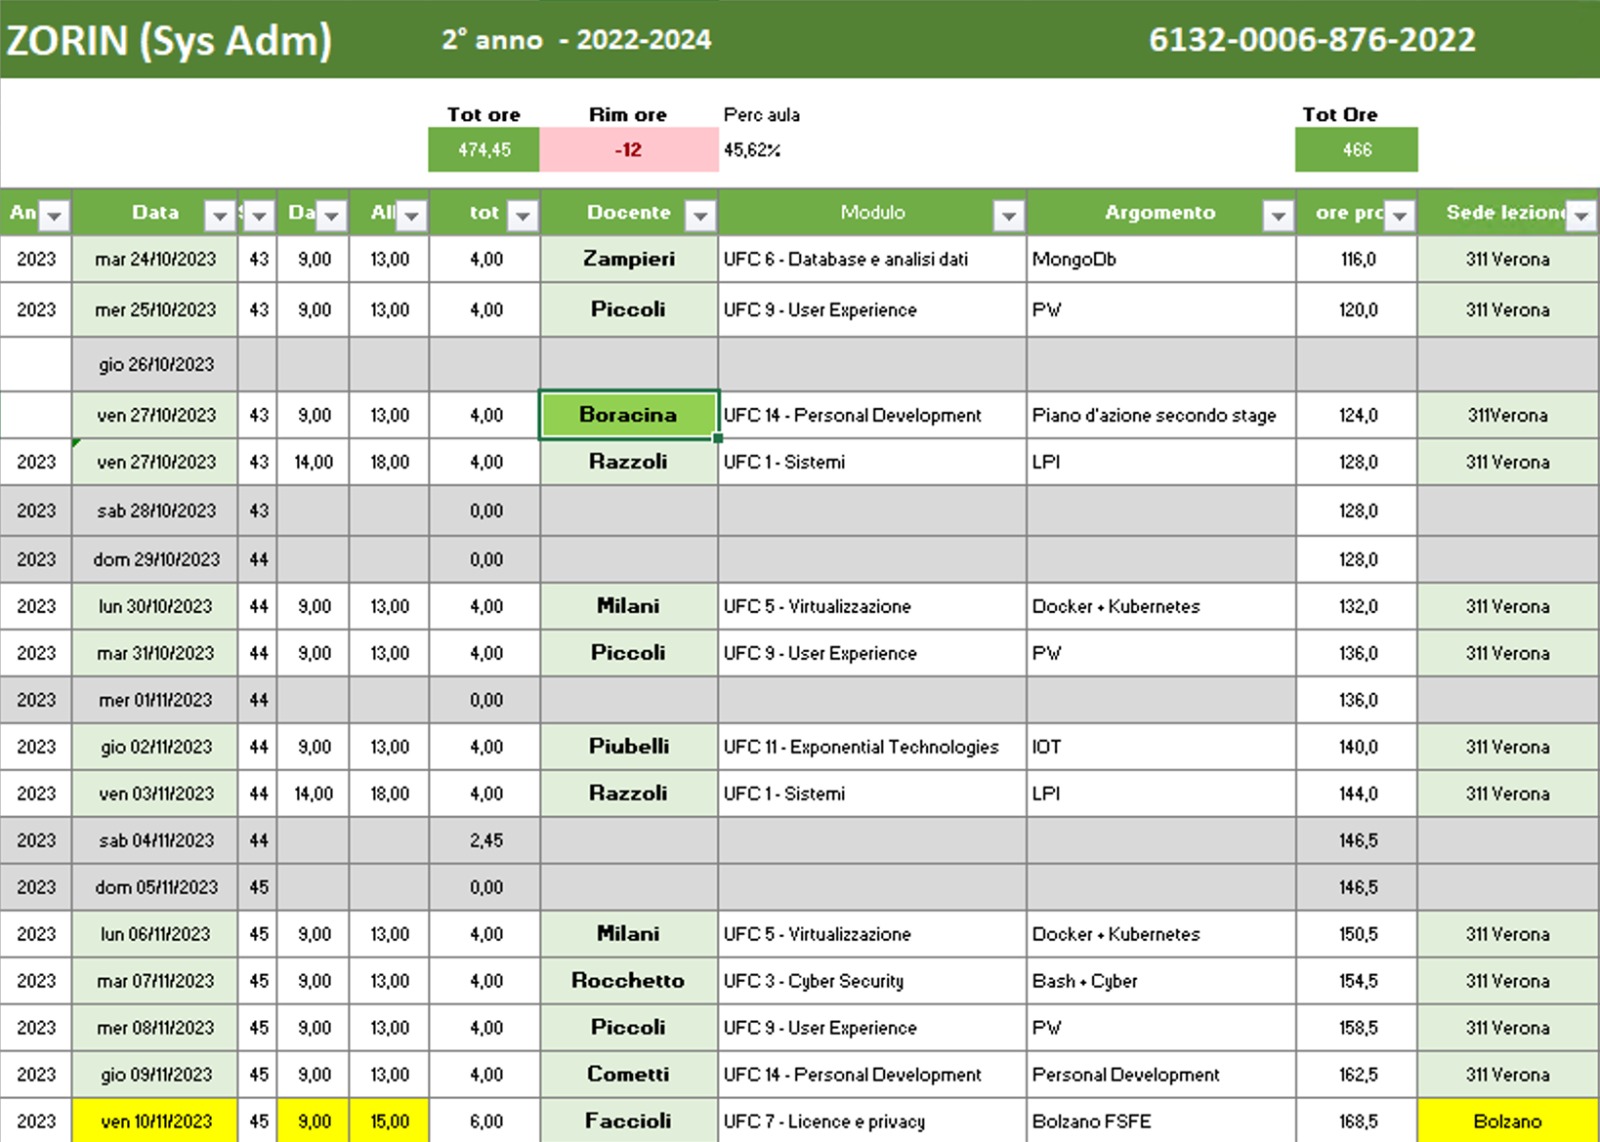 ZORIN (Sys Adm) 2° anno - 2022-2024 6132-0006-876-2022
Tot ore Rim ore Perc aula Tot Ore
474,45 -12 45,62% 466
An Data Da All tot Docente Modulo Argomento ore pro Sede lezione
2023 mar 24/10/2023 43 9,00 13,00 4,00 Zampieri UFC 6 - Database e analisi dati MongoDb 116,0 311 Verona
2023 mer 25/10/2023 43 9,00 13,00 4,00 Piccoli UFC 9 - User Experience PW 120,0 311 Verona
gio 26/10/2023
ven 27/10/2023 43 9,00 13,00 4,00 Boracina UFC 14 - Personal Development Piano d'azione secondo stage 124,0 311Verona
2023 ven 27/10/2023 43 14,00 18,00 4,00 Razzoli UFC 1 - Sistemi LPI 128,0 311 Verona
2023 sab 28/10/2023 43 0,00 128,0
2023 dom 29/10/2023 44 0,00 128,0
2023 lun 30/10/2023 44 9,00 13,00 4,00 Milani UFC 5 - Virtualizzazione Docker + Kubernetes 132,0 311 Verona
2023 mar 31/10/2023 44 9,00 13,00 4,00 Piccoli UFC 9 - User Experience PW 136,0 311 Verona
2023 mer 01/11/2023 44 0,00 136,0
2023 gio 02/11/2023 44 9,00 13,00 4,00 Piubelli UFC 11 - Exponential Technologies IOT 140,0 311 Verona
2023 ven 03/11/2023 44 14,00 18,00 4,00 Razzoli UFC 1 - Sistemi LPI 144,0 311 Verona
2023 sab 04/11/2023 44 2,45 146,5
2023 dom 05/11/2023 45 0,00 146,5
2023 lun 06/11/2023 45 9,00 13,00 4,00 Milani UFC 5 - Virtualizzazione Docker + Kubernetes 150,5 311 Verona
2023 mar 07/11/2023 45 9,00 13,00 4,00 Rocchetto UFC 3 - Cyber Security Bash + Cyber 154,5 311 Verona
2023 mer 08/11/2023 45 9,00 13,00 4,00 Piccoli UFC 9 - User Experience PW 158,5 311 Verona
2023 gio 09/11/2023 45 9,00 13,00 4,00 Cometti UFC 14 - Personal Development Personal Development 162,5 311 Verona
2023 ven 10/11/2023 45 9,00 15,00 6,00 Faccioli UFC 7 - Licence e privacy Bolzano FSFE 168,5 Bolzano